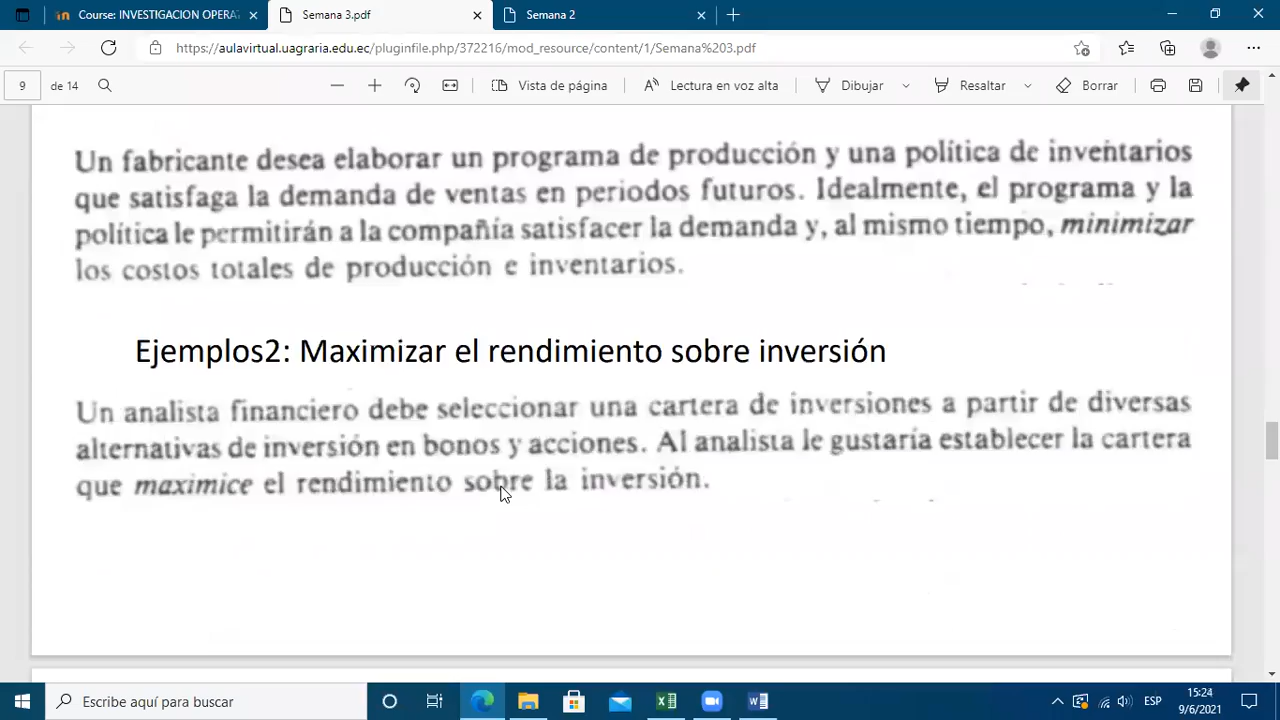 Course: INVESTIGACION OPERAT
Semana 3.pdf
Semana 2
https://aulavirtual.uagraria.edu.ec/pluginfile.php/372216/mod_resource/content/1/Semana%203.pdf
9 de 14
Vista de página
Lectura en voz alta
Dibujar
Resaltar
Borrar
Un fabricante desea elaborar un programa de producción y una política de inventarios
que satisfaga la demanda de ventas en periodos futuros. Idealmente, el programa y la
política le permitirán a la compañía satisfacer la demanda y, al mismo tiempo, minimizar
los costos totales de producción e inventarios.
Ejemplos2: Maximizar el rendimiento sobre inversión
Un analista financiero debe seleccionar una cartera de inversiones a partir de diversas
alternativas de inversión en bonos y acciones. Al analista le gustaría establecer la cartera
que maximice el rendimiento sobre la inversión.
Escribe aquí para buscar
ESP
15:24
9/6/2021